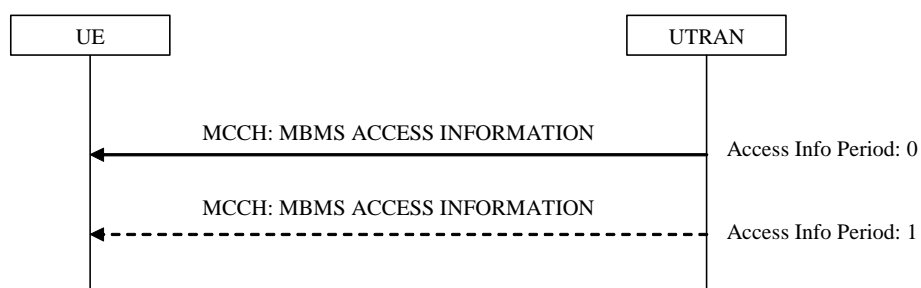 UE
UTRAN
MCCH: MBMS ACCESS INFORMATION
Access Info Period: 0
MCCH: MBMS ACCESS INFORMATION
Access Info Period: 1